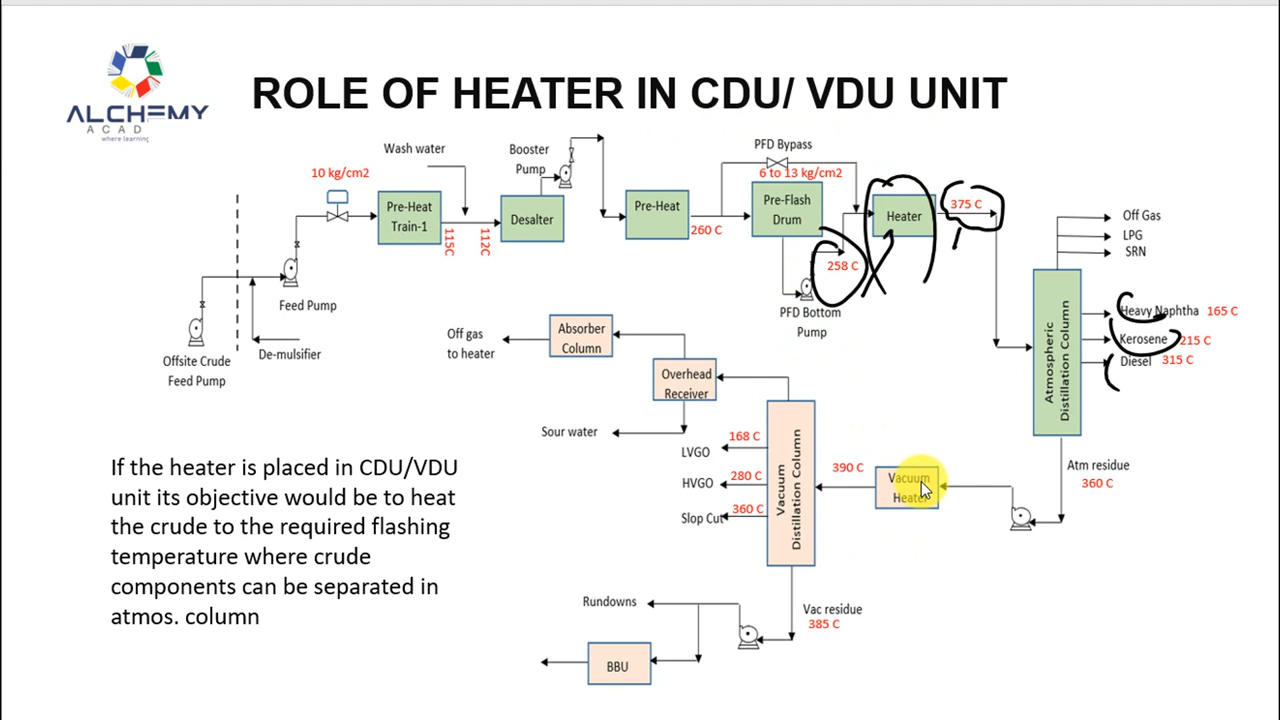 ALCHEMY
ACAD
where learning
ROLE OF HEATER IN CDU/ VDU UNIT
Wash water
Booster
Pump
PFD Bypass
10 kg/cm2
6 to 13 kg/cm2
Pre-Heat
Train-1
115C
112C
Desalter
Pre-Heat
260 C
Pre-Flash
Drum
Heater
375 C
258 C
Off Gas
LPG
SRN
Feed Pump
De-mulsifier
Offsite Crude
Feed Pump
PFD Bottom
Pump
Atmospheric
Distillation Column
Heavy Naphtha 165 C
Kerosene 215 C
Diesel 315 C
Off gas
to heater
Absorber
Column
Overhead
Receiver
Sour water
LVGO
168 C
HVGO
280 C
Slop Cut
360 C
Vacuum
Distillation Column
390 C
Vacuum
Heater
Atm residue
360 C
If the heater is placed in CDU/VDU
unit its objective would be to heat
the crude to the required flashing
temperature where crude
components can be separated in
atmos. column
Rundowns
Vac residue
385 C
BBU